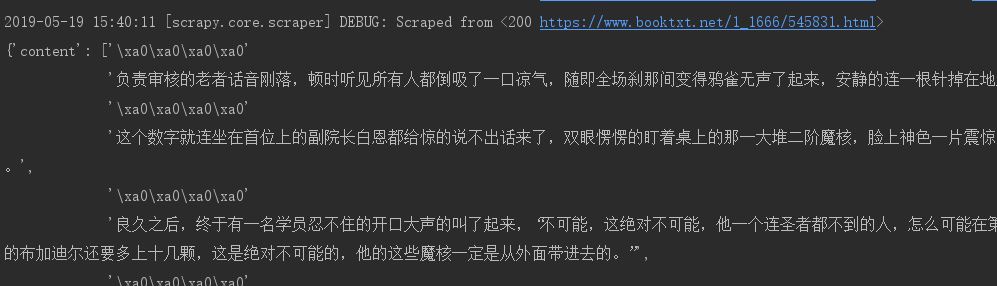 2019-05-19 15:40:11 [scrapy.core.scraper] DEBUG: Scraped from <200 https://www.booktxt.net/1_1666/545831.html>
{'content': ['\xa0\xa0\xa0\xa0'
'负责审核的老者话音刚落，顿时听见所有人都倒吸了一口凉气，随即全场刹那间变得鸦雀无声了起来，安静的连一根针掉在地
'\xa0\xa0\xa0\xa0'
'这个数字就连坐在首位上的副院长白恩都给惊的说不出话来了，双眼愣愣的盯着桌上的那一大堆二阶魔核，脸上神色一片震惊
。',
'\xa0\xa0\xa0\xa0'
'良久之后，终于有一名学员忍不住的开口大声的叫了起来，“不可能，这绝对不可能，他一个连圣者都不到的人，怎么可能在第
的布加迪尔还要多上十几颗，这是绝对不可能的，他的这些魔核一定是从外面带进去的。”',
'\xa0\xa0\xa0\xa0'